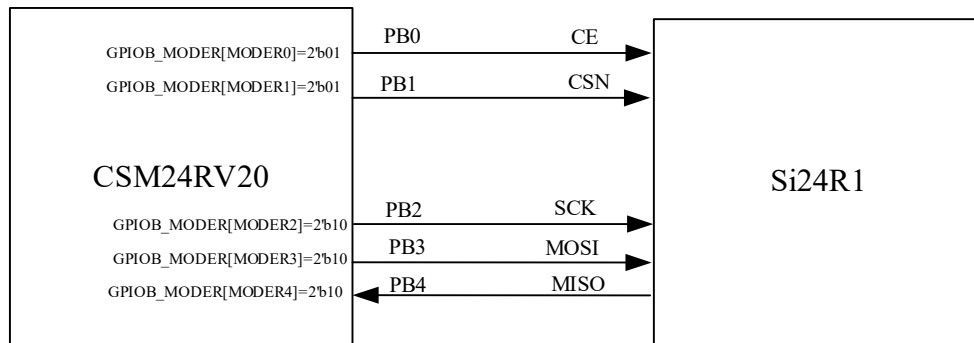 GPIOB_MODER[MODER0]=2'b01 PB0 CE
GPIOB_MODER[MODER1]=2'b01 PB1 CSN
CSM24RV20 Si24R1
GPIOB_MODER[MODER2]=2'b10 PB2 SCK
GPIOB_MODER[MODER3]=2'b10 PB3 MOSI
GPIOB_MODER[MODER4]=2'b10 PB4 MISO